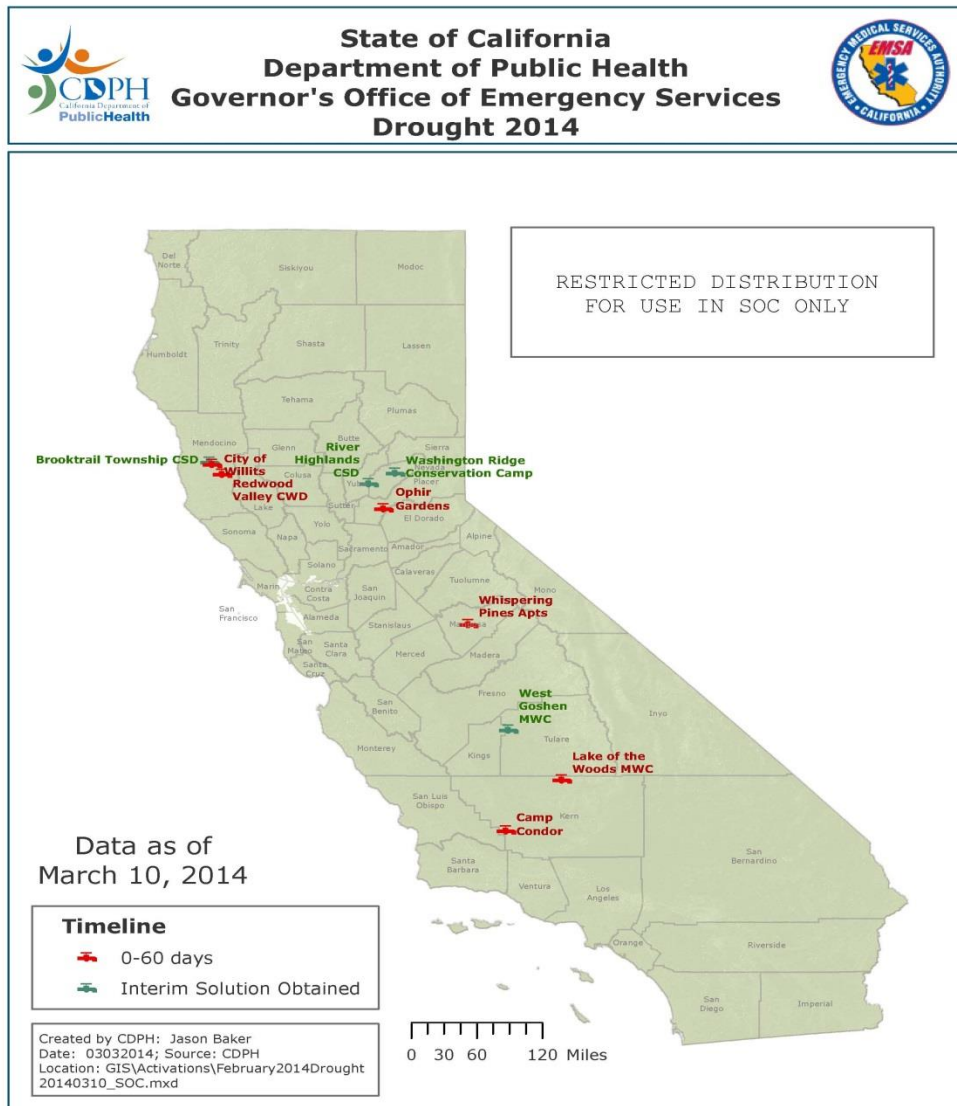 State of California
Department of Public Health
Governor's Office of Emergency Services
Drought 2014
CDPH
California Department of
PublicHealth
EMERGENCY MEDICAL SERVICES AUTHORITY
EMSA
CALIFORNIA
RESTRICTED DISTRIBUTION
FOR USE IN SOC ONLY
Del
Norte
Siskiyou
Modoc
Humboldt
Trinity
Shasta
Lassen
Tehama
Plumas
Mendocino
Glenn
Butte
Sierra
Brooktrail Township CSD
City of
Willits
Redwood
Valley CWD
River
Highlands
CSD
Washington Ridge
Conservation Camp
Nevada
Placer
Colusa
Lake
Sutter
Ophir
Gardens
El Dorado
Sonoma
Napa
Yolo
Sacramento
Amador
Alpine
Solano
Calaveras
Tuolumne
Mono
Marin
Contra
Costa
San
Joaquin
San
Francisco
Alameda
Stanislaus
Whispering
Pines Apts
San
Mateo
Santa
Clara
Santa
Cruz
Merced
Madera
Fresno
San
Benito
Monterey
West
Goshen
MWC
Inyo
Kings
Tulare
Lake of the
Woods MWC
San Luis
Obispo
Kern
Camp
Condor
San
Bernardino
Santa
Barbara
Ventura
Los
Angeles
Orange
Riverside
San
Diego
Imperial
Data as of
March 10, 2014
Timeline
0-60 days
Interim Solution Obtained
Created by CDPH: Jason Baker
Date: 03032014; Source: CDPH
Location: GIS\Activations\February2014Drought
20140310_SOC.mxd
0 30 60 120 Miles